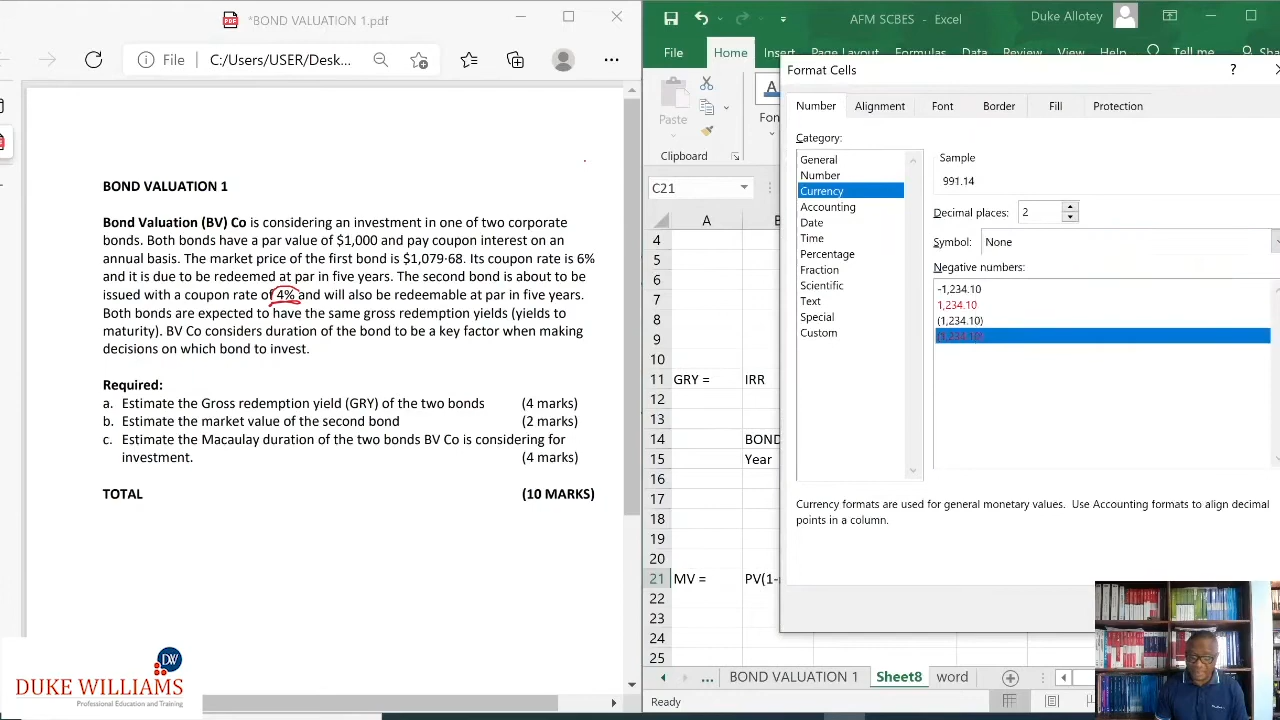 *BOND VALUATION 1.pdf
File
C:/Users/USER/Desk...
BOND VALUATION 1
Bond Valuation (BV) Co is considering an investment in one of two corporate
bonds. Both bonds have a par value of $1,000 and pay coupon interest on an
annual basis. The market price of the first bond is $1,079·68. Its coupon rate is 6%
and it is due to be redeemed at par in five years. The second bond is about to be
issued with a coupon rate of 4% and will also be redeemable at par in five years.
Both bonds are expected to have the same gross redemption yields (yields to
maturity). BV Co considers duration of the bond to be a key factor when making
decisions on which bond to invest.
Required:
a. Estimate the Gross redemption yield (GRY) of the two bonds (4 marks)
b. Estimate the market value of the second bond (2 marks)
c. Estimate the Macaulay duration of the two bonds BV Co is considering for
investment. (4 marks)
TOTAL (10 MARKS)
DW
DUKE WILLIAMS
Professional Education and Training
AFM SCBES - Excel
Duke Allotey
File Home Insert Page Layout Formulas Data Review View Help Tell me Sha
Paste
Fon
Clipboard
C21
A B
4
5
6
7
8
9
10
11 GRY = IRR
12
13
14 BOND
15 Year
16
17
18
19
20
21 MV = PV(1-
22
23
24
25
Format Cells
?
Number Alignment Font Border Fill Protection
Category:
General
Number
Currency
Accounting
Date
Time
Percentage
Fraction
Scientific
Text
Special
Custom
Sample
991.14
Decimal places: 2
Symbol: None
Negative numbers:
-1,234.10
1,234.10
(1,234.10)
(1,234.10)
Currency formats are used for general monetary values. Use Accounting formats to align decimal
points in a column.
... BOND VALUATION 1 Sheet8 word
Ready